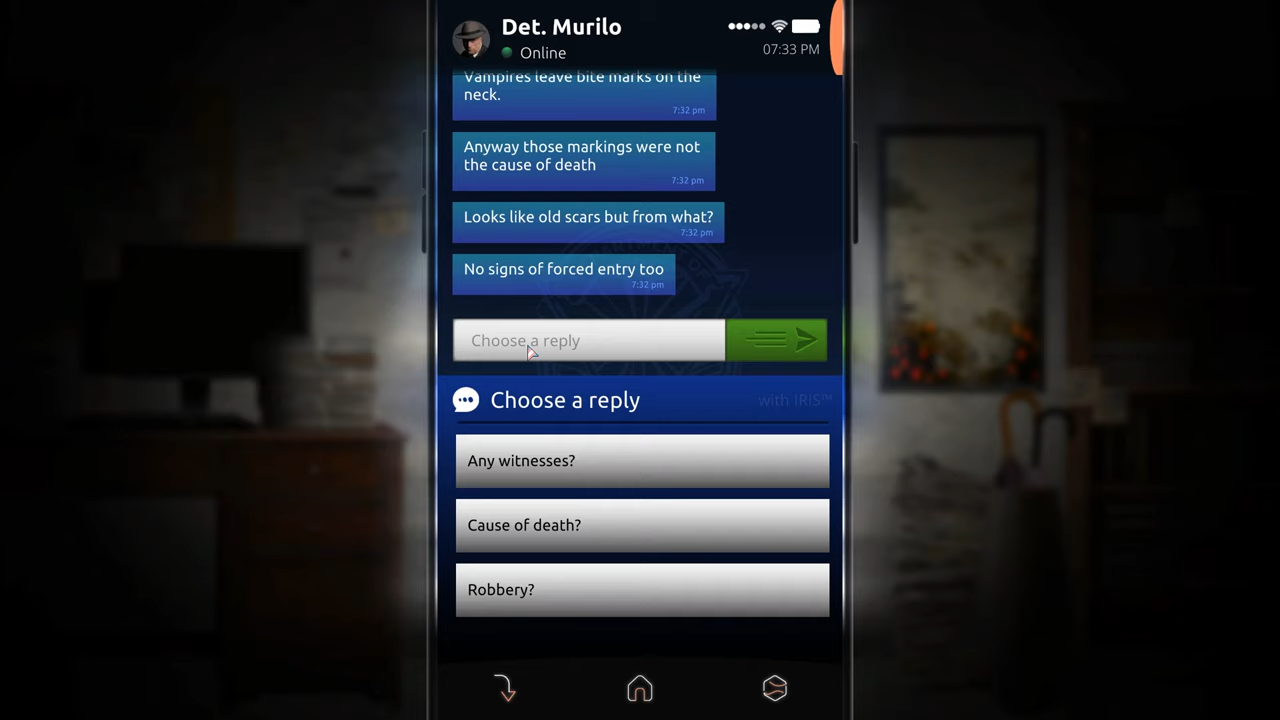 Det. Murilo
Online
07:33 PM
Vampires leave bite marks on the
neck.
7:32 pm
Anyway those markings were not
the cause of death
7:32 pm
Looks like old scars but from what?
7:32 pm
No signs of forced entry too
7:32 pm
Choose a reply
Choose a reply
with IRIS™
Any witnesses?
Cause of death?
Robbery?